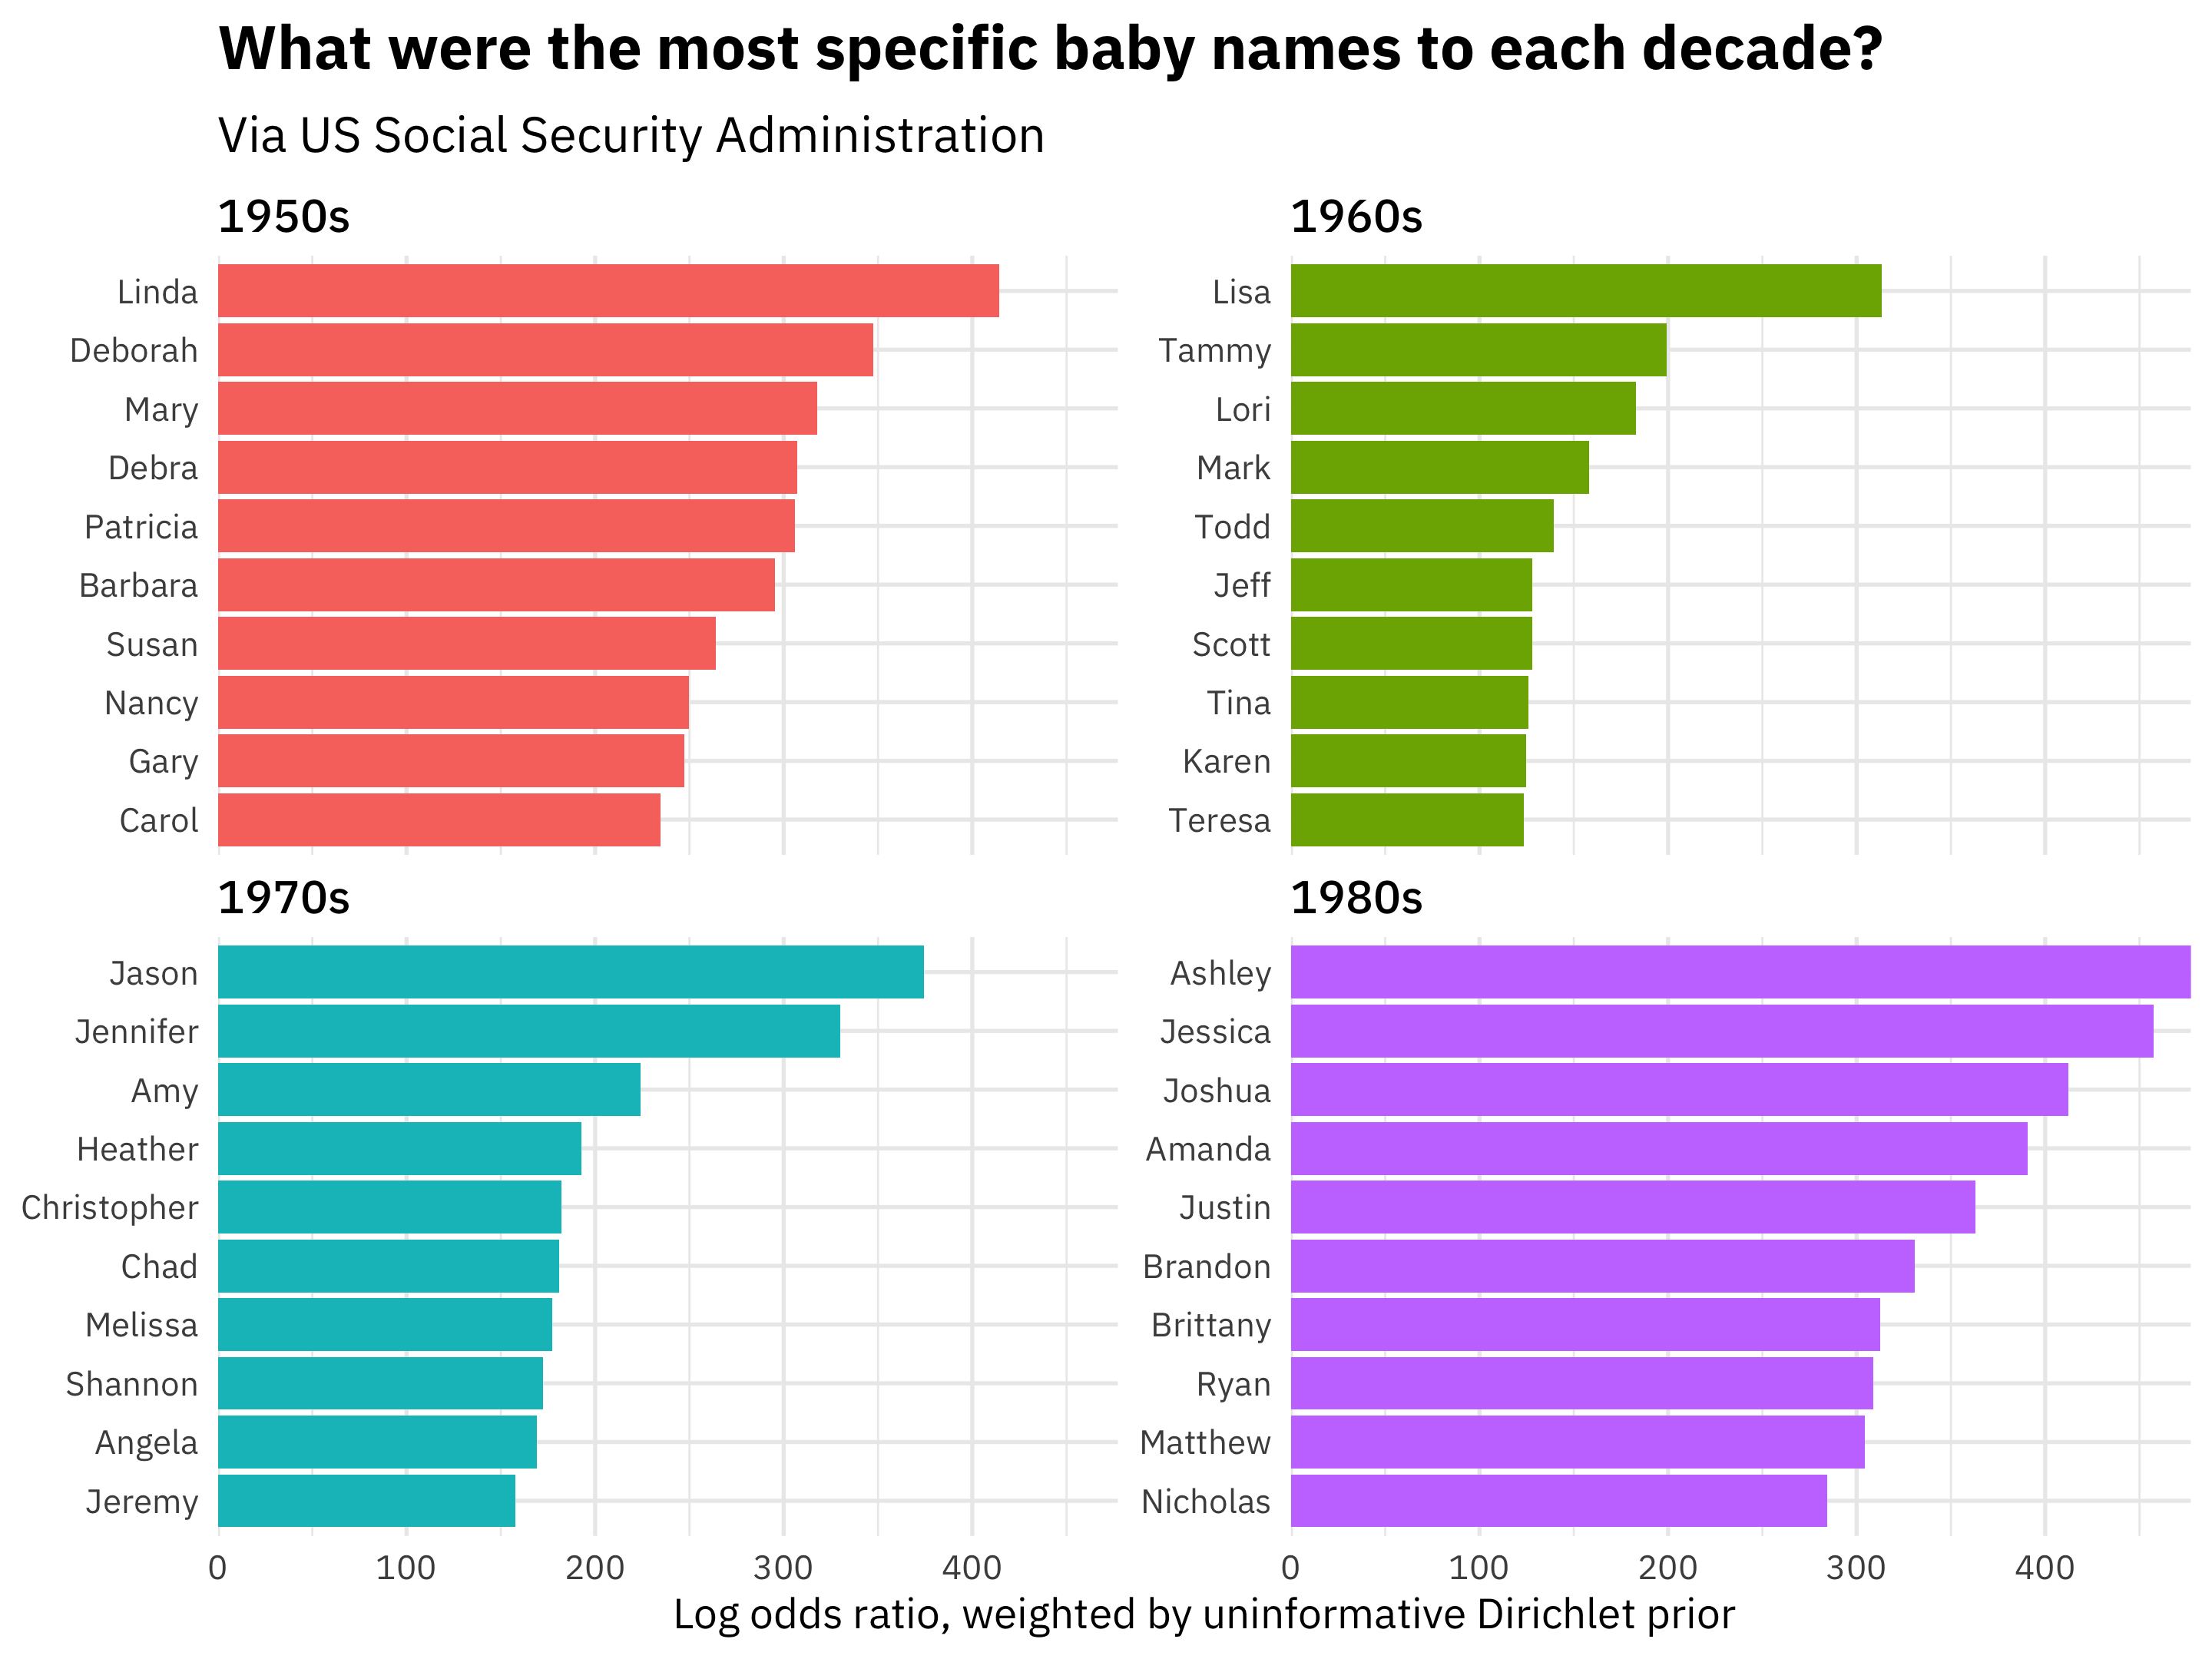 What were the most specific baby names to each decade?
Via US Social Security Administration
1950s
Linda
Deborah
Mary
Debra
Patricia
Barbara
Susan
Nancy
Gary
Carol
1960s
Lisa
Tammy
Lori
Mark
Todd
Jeff
Scott
Tina
Karen
Teresa
1970s
Jason
Jennifer
Amy
Heather
Christopher
Chad
Melissa
Shannon
Angela
Jeremy
0 100 200 300 400
1980s
Ashley
Jessica
Joshua
Amanda
Justin
Brandon
Brittany
Ryan
Matthew
Nicholas
0 100 200 300 400
Log odds ratio, weighted by uninformative Dirichlet prior